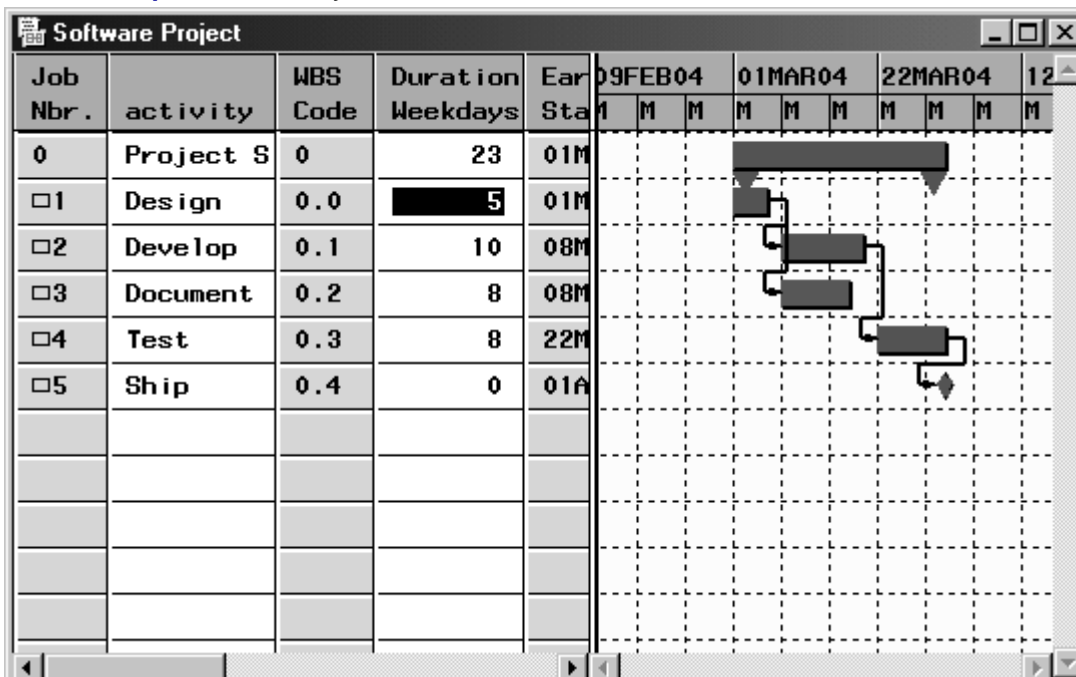 Software Project
Job Nbr. activity WBS Code Duration Weekdays Ear Sta 09FEB04 01MAR04 22MAR04 12
M M M M M M M M M M
0 Project S 0 23 01M
1 Design 0.0 5 01M
2 Develop 0.1 10 08M
3 Document 0.2 8 08M
4 Test 0.3 8 22M
5 Ship 0.4 0 01A